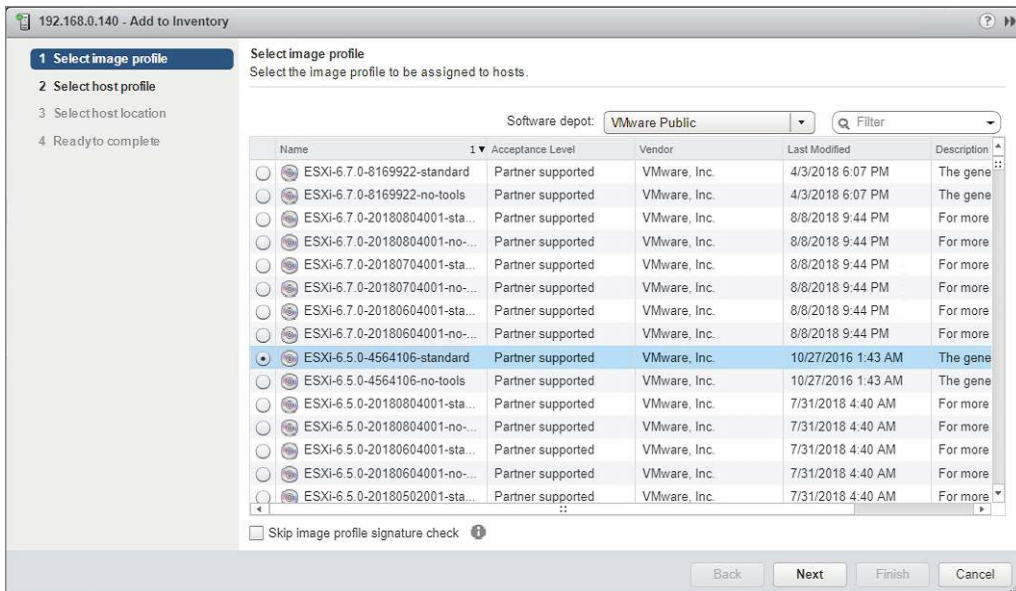 192.168.0.140 - Add to Inventory
1 Select image profile
2 Select host profile
3 Select host location
4 Ready to complete
Select image profile
Select the image profile to be assigned to hosts.
Software depot: VMware Public Filter
Name 1 Acceptance Level Vendor Last Modified Description
ESXi-6.7.0-8169922-standard Partner supported VMware, Inc. 4/3/2018 6:07 PM The gene
ESXi-6.7.0-8169922-no-tools Partner supported VMware, Inc. 4/3/2018 6:07 PM The gene
ESXi-6.7.0-20180804001-sta... Partner supported VMware, Inc. 8/8/2018 9:44 PM For more
ESXi-6.7.0-20180804001-no-... Partner supported VMware, Inc. 8/8/2018 9:44 PM For more
ESXi-6.7.0-20180704001-sta... Partner supported VMware, Inc. 8/8/2018 9:44 PM For more
ESXi-6.7.0-20180704001-no-... Partner supported VMware, Inc. 8/8/2018 9:44 PM For more
ESXi-6.7.0-20180604001-sta... Partner supported VMware, Inc. 8/8/2018 9:44 PM For more
ESXi-6.7.0-20180604001-no-... Partner supported VMware, Inc. 8/8/2018 9:44 PM For more
ESXi-6.5.0-4564106-standard Partner supported VMware, Inc. 10/27/2016 1:43 AM The gene
ESXi-6.5.0-4564106-no-tools Partner supported VMware, Inc. 10/27/2016 1:43 AM The gene
ESXi-6.5.0-20180804001-sta... Partner supported VMware, Inc. 7/31/2018 4:40 AM For more
ESXi-6.5.0-20180804001-no-... Partner supported VMware, Inc. 7/31/2018 4:40 AM For more
ESXi-6.5.0-20180604001-sta... Partner supported VMware, Inc. 7/31/2018 4:40 AM For more
ESXi-6.5.0-20180604001-no-... Partner supported VMware, Inc. 7/31/2018 4:40 AM For more
ESXi-6.5.0-20180502001-sta... Partner supported VMware, Inc. 7/31/2018 4:40 AM For more
Skip image profile signature check
Back Next Finish Cancel